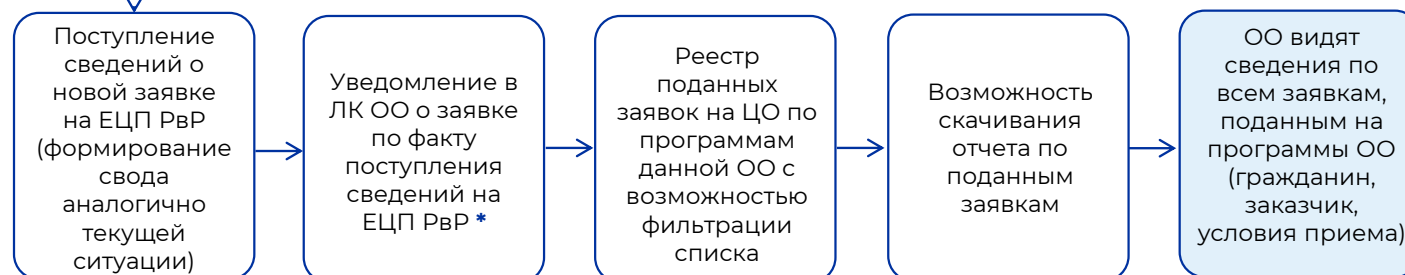 Поступление
сведений о
новой заявке
на ЕЦП РвР
(формирование
свода
аналогично
текущей
ситуации)
Уведомление в
ЛК ОО о заявке
по факту
поступления
сведений на
ЕЦП РвР *
Реестр
поданных
заявок на ЦО по
программам
данной ОО с
возможностью
фильтрации
списка
Возможность
скачивания
отчета по
поданным
заявкам
ОО видят
сведения по
всем заявкам,
поданным на
программы ОО
(гражданин,
заказчик,
условия приема)